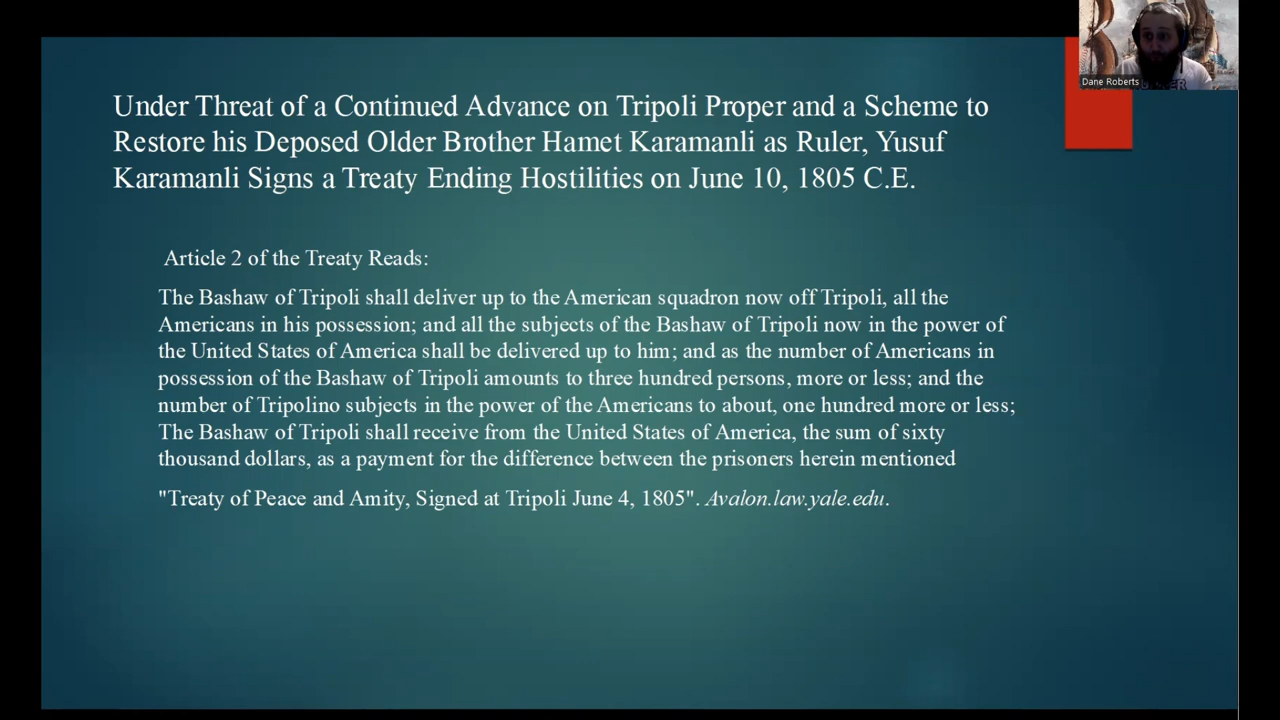 Dane Roberts
Under Threat of a Continued Advance on Tripoli Proper and a Scheme to
Restore his Deposed Older Brother Hamet Karamanli as Ruler, Yusuf
Karamanli Signs a Treaty Ending Hostilities on June 10, 1805 C.E.
Article 2 of the Treaty Reads:
The Bashaw of Tripoli shall deliver up to the American squadron now off Tripoli, all the
Americans in his possession; and all the subjects of the Bashaw of Tripoli now in the power of
the United States of America shall be delivered up to him; and as the number of Americans in
possession of the Bashaw of Tripoli amounts to three hundred persons, more or less; and the
number of Tripolino subjects in the power of the Americans to about, one hundred more or less;
The Bashaw of Tripoli shall receive from the United States of America, the sum of sixty
thousand dollars, as a payment for the difference between the prisoners herein mentioned
"Treaty of Peace and Amity, Signed at Tripoli June 4, 1805". Avalon.law.yale.edu.